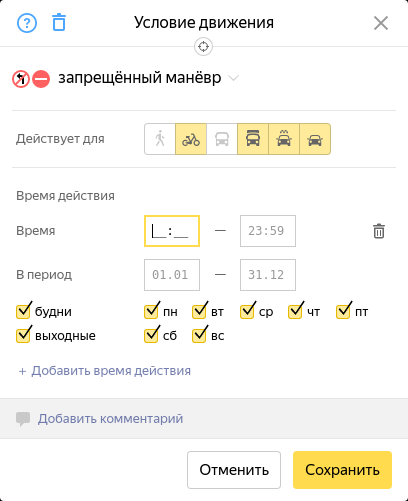 Условие движения
запрещённый манёвр
Действует для
Время действия
Время __:__ — 23:59
В период 01.01 — 31.12
будни пн вт ср чт пт
выходные сб вс
+ Добавить время действия
Добавить комментарий
Отменить Сохранить